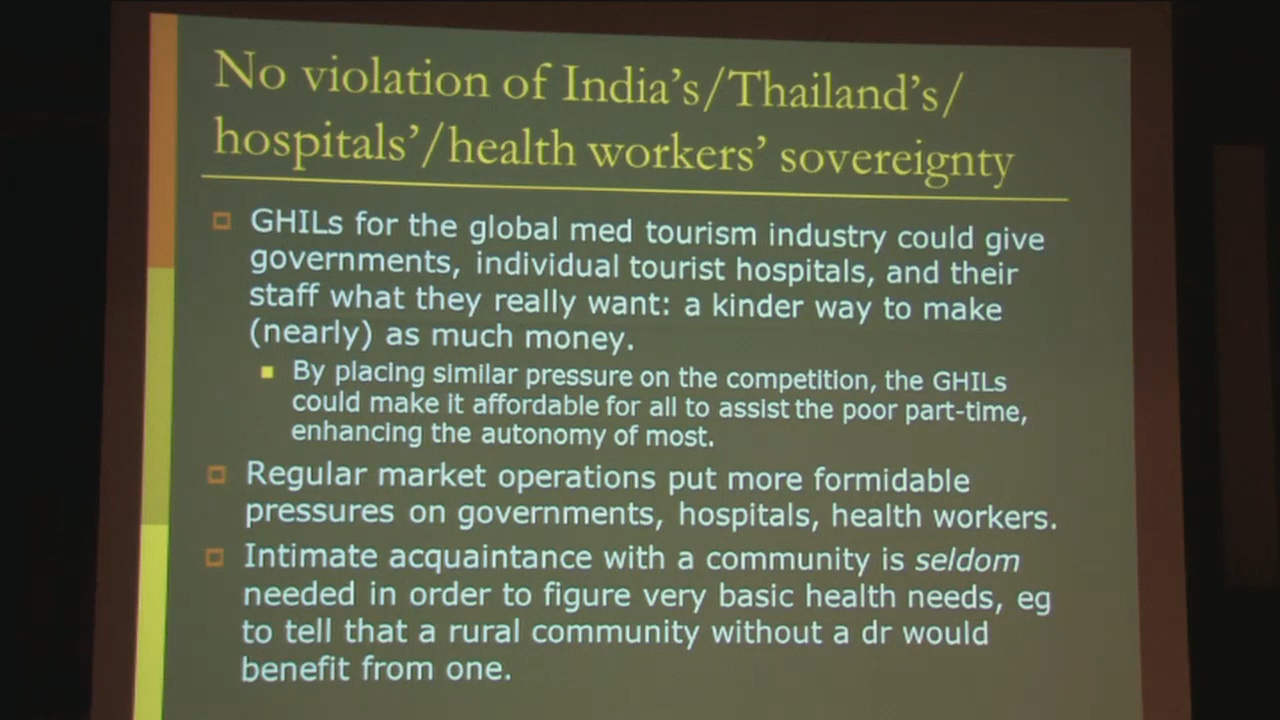 No violation of India's/Thailand's/
hospitals'/health workers' sovereignty
GHILs for the global med tourism industry could give
governments, individual tourist hospitals, and their
staff what they really want: a kinder way to make
(nearly) as much money.
By placing similar pressure on the competition, the GHILs
could make it affordable for all to assist the poor part-time,
enhancing the autonomy of most.
Regular market operations put more formidable
pressures on governments, hospitals, health workers.
Intimate acquaintance with a community is seldom
needed in order to figure very basic health needs, eg
to tell that a rural community without a dr would
benefit from one.